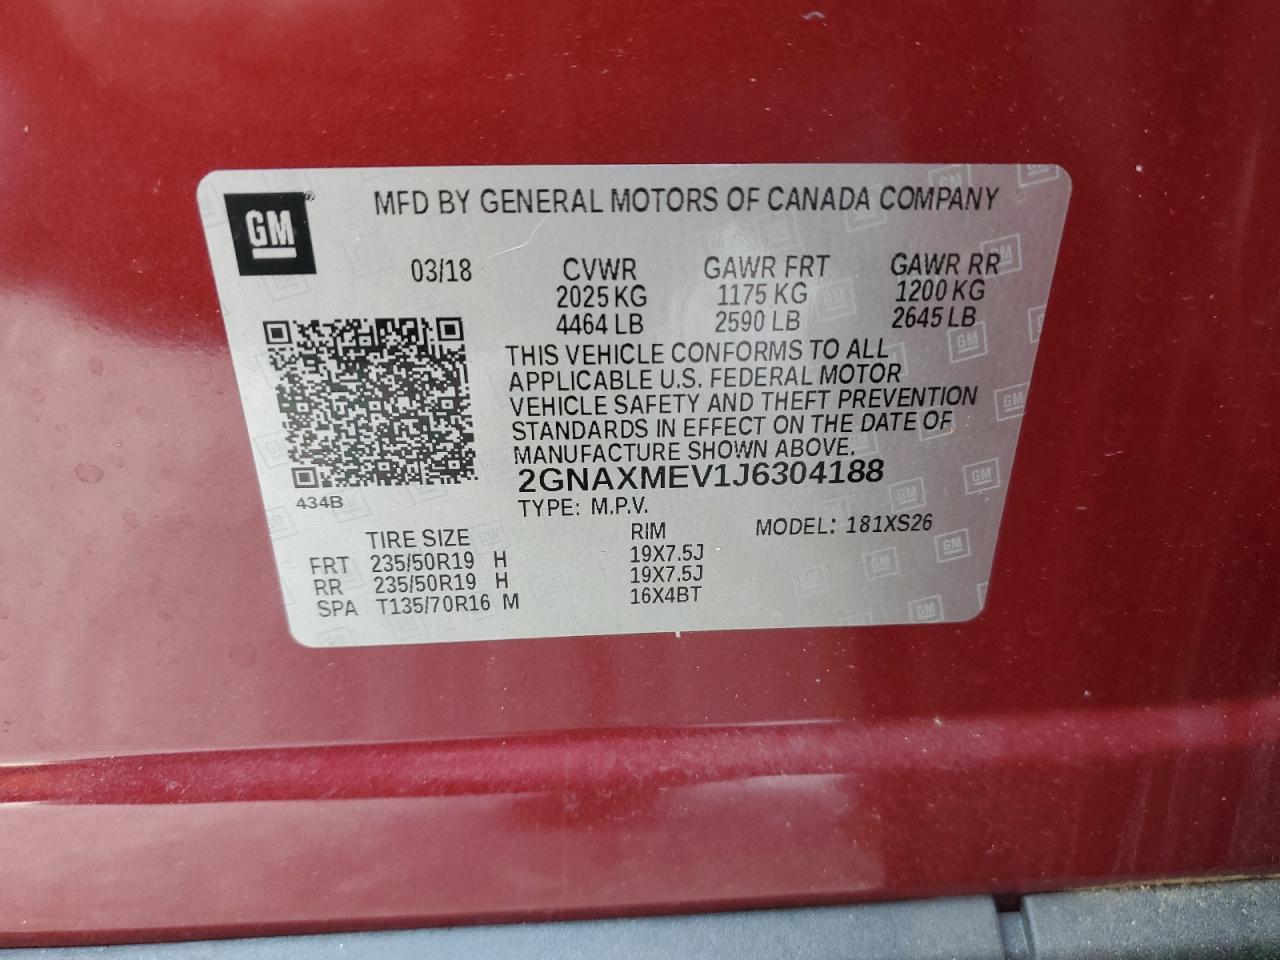 GM
MFD BY GENERAL MOTORS OF CANADA COMPANY
03/18 CVWR GAWR FRT GAWR RR
2025 KG 1175 KG 1200 KG
4464 LB 2590 LB 2645 LB
THIS VEHICLE CONFORMS TO ALL
APPLICABLE U.S. FEDERAL MOTOR
VEHICLE SAFETY AND THEFT PREVENTION
STANDARDS IN EFFECT ON THE DATE OF
MANUFACTURE SHOWN ABOVE.
2GNAXMEV1J6304188
434B TYPE: M.P.V.
TIRE SIZE RIM MODEL: 181XS26
FRT 235/50R19 H 19X7.5J
RR 235/50R19 H 19X7.5J
SPA T135/70R16 M 16X4BT